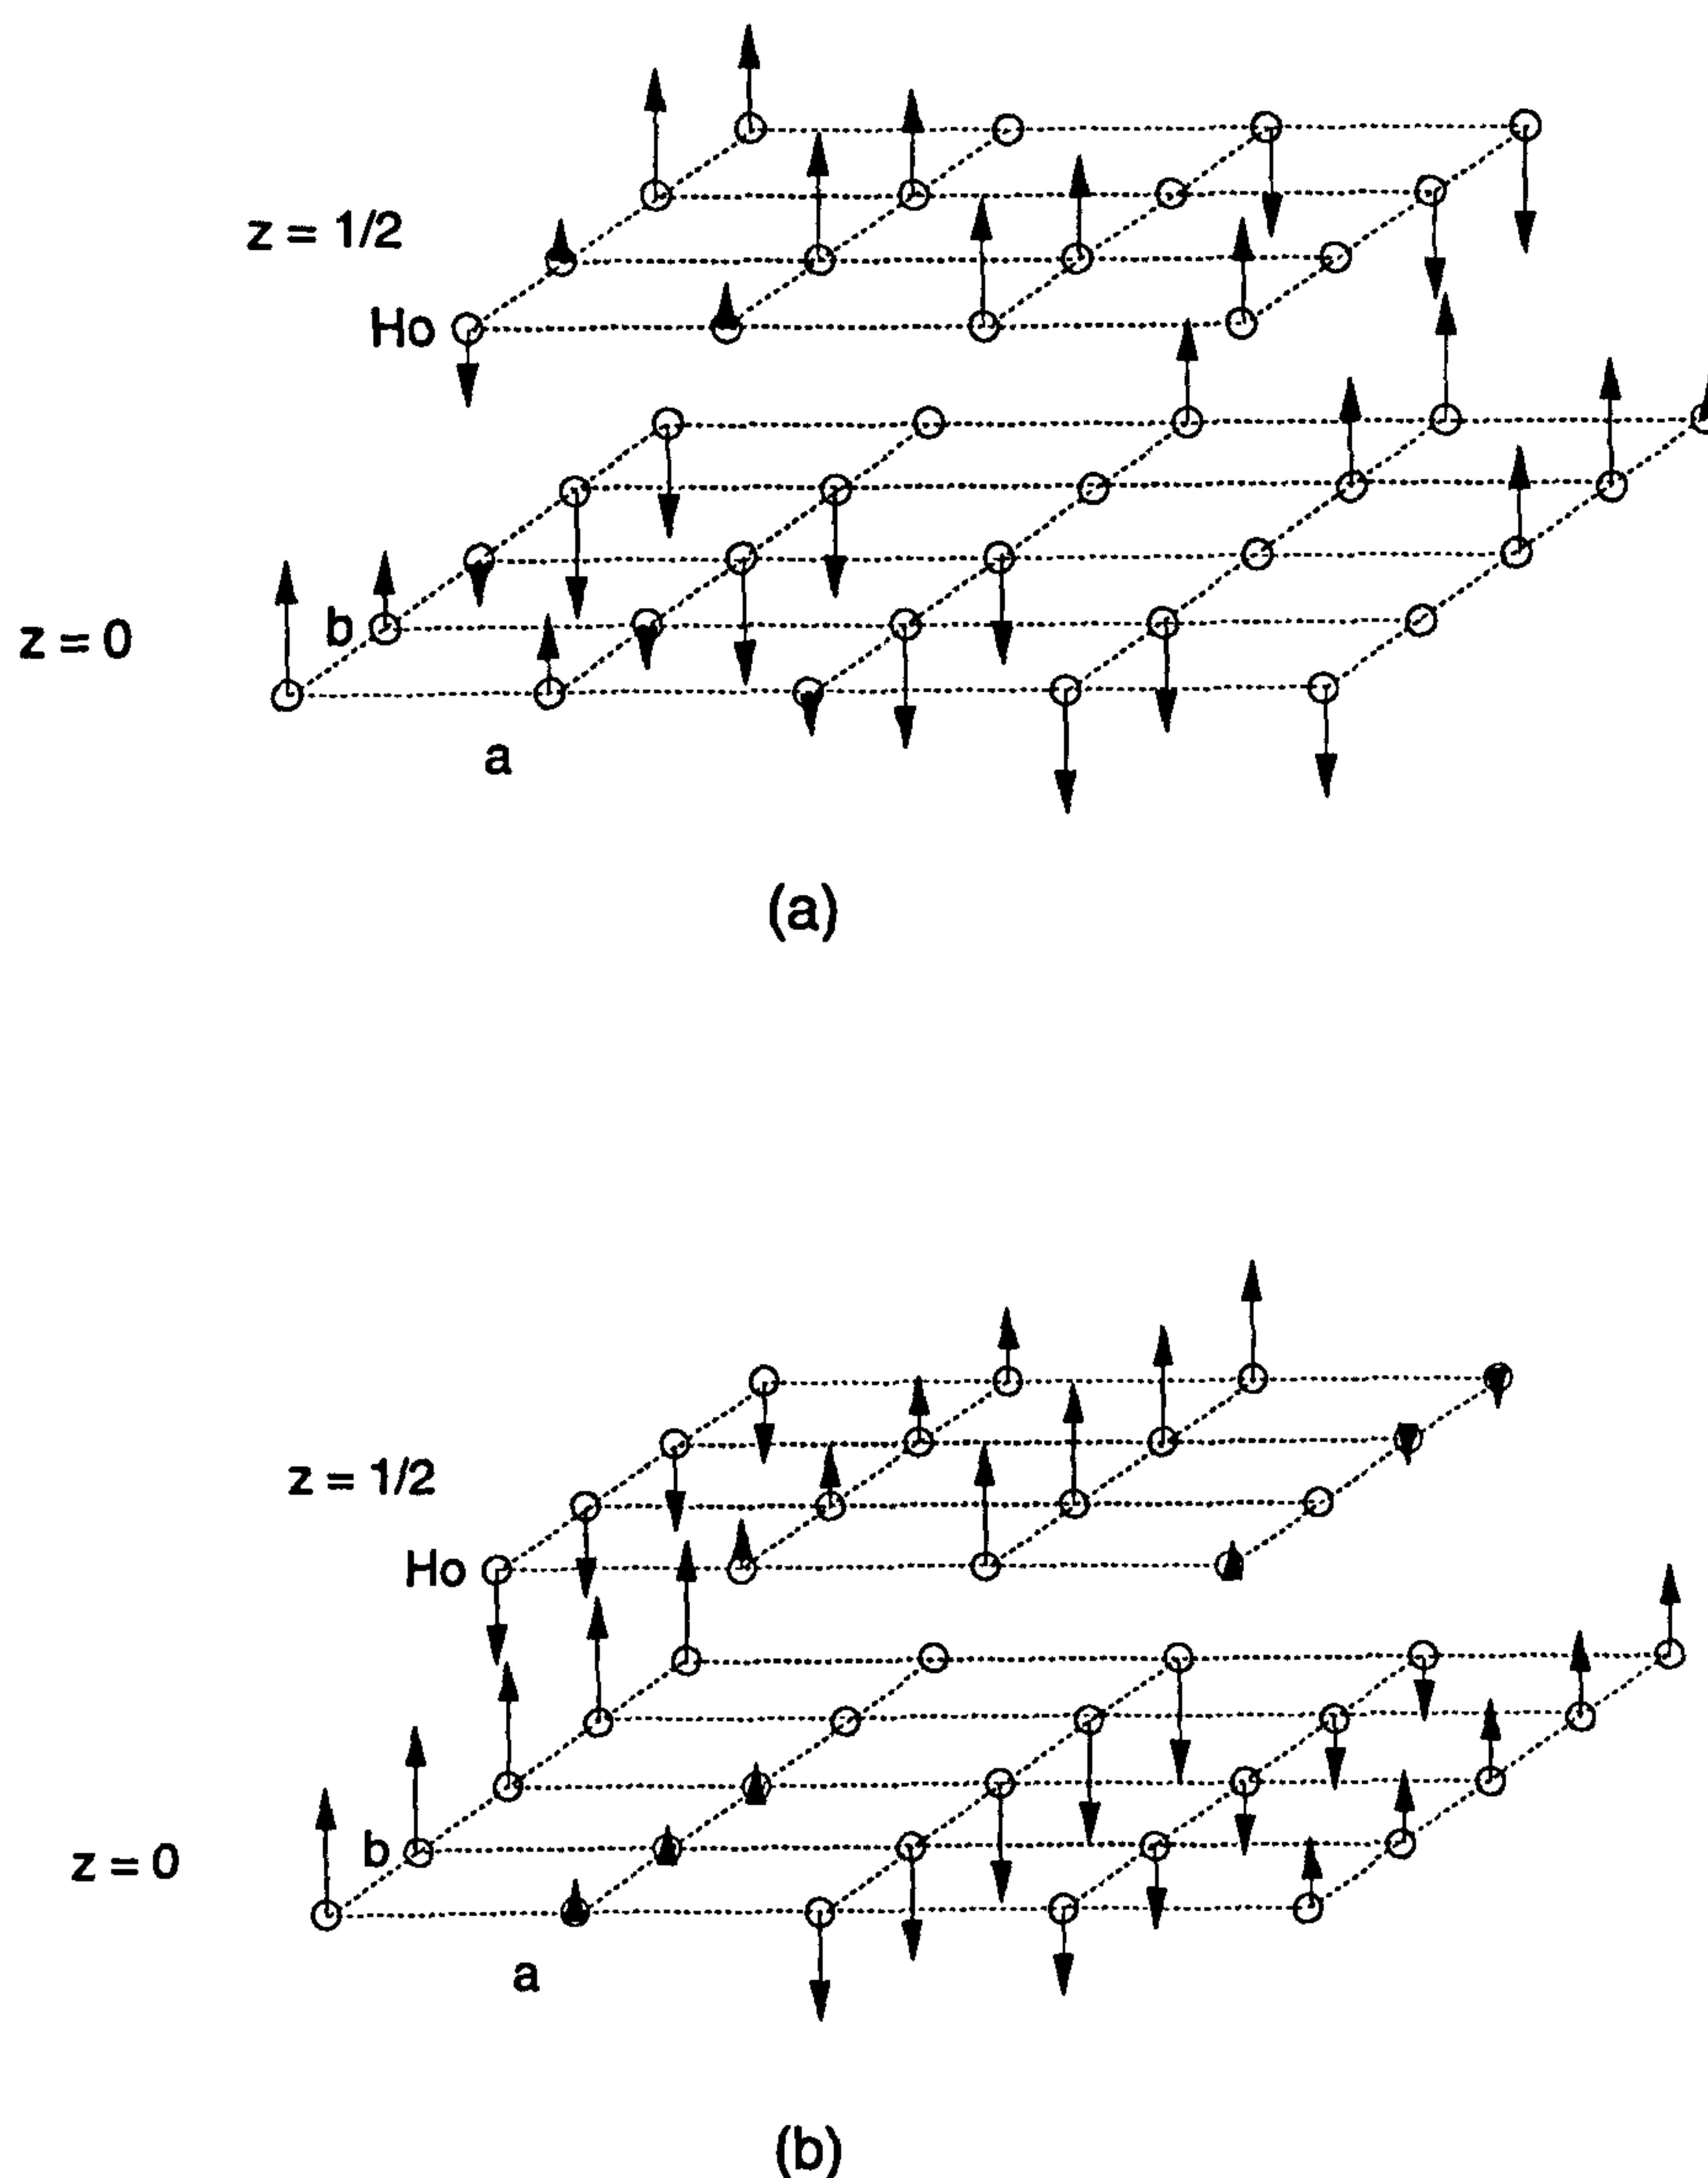 z = 1/2
Ho
b
z = 0
a
(a)
z = 1/2
Ho
b
z = 0
a
(b)